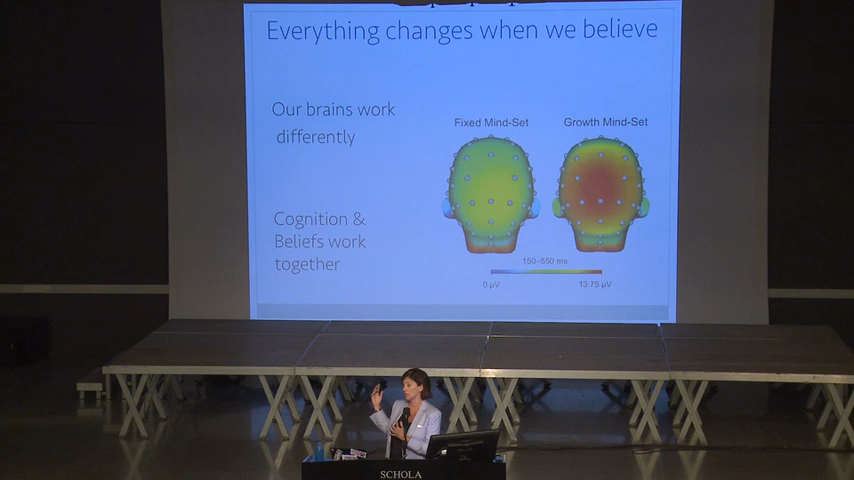 Everything changes when we believe
Our brains work
differently
Fixed Mind-Set
Growth Mind-Set
Cognition &
Beliefs work
together
150–550 ms
0 µV
13.75 µV
SCHOLA